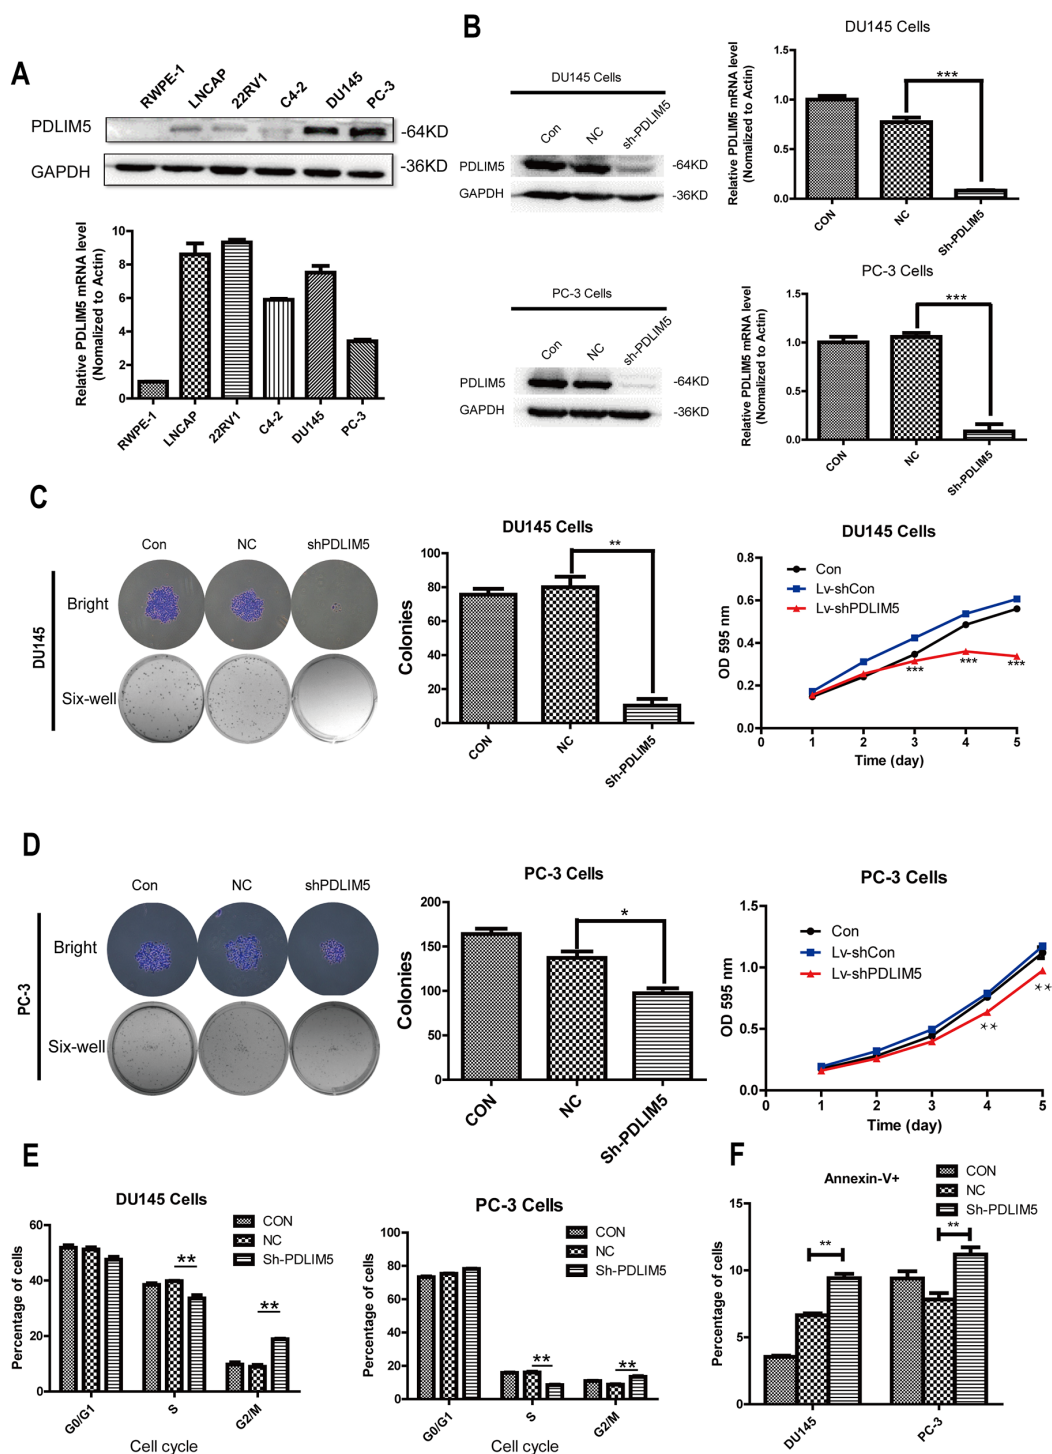 A
RWPE-1
LNCAP
22RV1
C4-2
DU145
PC-3
PDLIM5
-64KD
GAPDH
-36KD
Relative PDLIM5 mRNA level
(Nomalized to Actin)
10
8
6
4
2
0
RWPE-1
LNCAP
22RV1
C4-2
DU145
PC-3
B
DU145 Cells
Con
NC
sh-PDLIM5
PDLIM5
-64KD
GAPDH
-36KD
DU145 Cells
Relative PDLIM5 mRNA level
(Nomalized to Actin)
1.5
1.0
0.5
0.0
***
CON
NC
Sh-PDLIM5
PC-3 Cells
Con
NC
sh-PDLIM5
PDLIM5
-64KD
GAPDH
-36KD
PC-3 Cells
Relative PDLIM5 mRNA level
(Nomalized to Actin)
1.5
1.0
0.5
0.0
***
CON
NC
Sh-PDLIM5
C
Con
NC
shPDLIM5
DU145
Bright
Six-well
DU145 Cells
Colonies
100
80
60
40
20
0
**
CON
NC
Sh-PDLIM5
DU145 Cells
OD 595 nm
0.8
0.6
0.4
0.2
0.0
Con
Lv-shCon
Lv-shPDLIM5
***
***
***
0
1
2
3
4
5
Time (day)
D
Con
NC
shPDLIM5
PC-3
Bright
Six-well
PC-3 Cells
Colonies
200
150
100
50
0
*
CON
NC
Sh-PDLIM5
PC-3 Cells
OD 595 nm
1.5
1.0
0.5
0.0
Con
Lv-shCon
Lv-shPDLIM5
**
**
0
1
2
3
4
5
Time (day)
E
DU145 Cells
Percentage of cells
60
40
20
0
CON
NC
Sh-PDLIM5
**
**
G0/G1
S
G2/M
Cell cycle
PC-3 Cells
Percentage of cells
100
80
60
40
20
0
CON
NC
Sh-PDLIM5
**
**
G0/G1
S
G2/M
Cell cycle
F
Annexin-V+
CON
NC
Sh-PDLIM5
Percentage of cells
15
10
5
0
**
**
DU145
PC-3